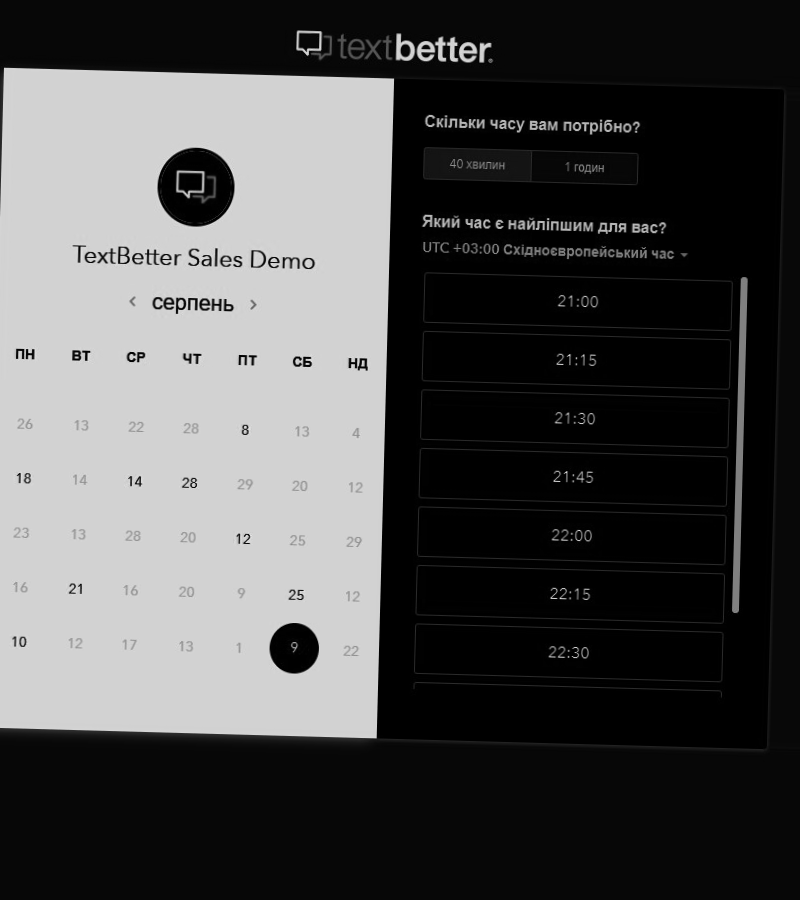 textbetter
TextBetter Sales Demo
серпень
ПН ВТ СР ЧТ ПТ СБ НД
26 13 22 28 8 13 4
18 14 14 28 29 20 12
23 13 28 20 12 25 29
16 21 16 20 9 25 12
10 12 17 13 1 9 22
Скільки часу вам потрібно?
40 хвилин 1 годин
Який час є найліпшим для вас?
UTC +03:00 Східноєвропейський час
21:00
21:15
21:30
21:45
22:00
22:15
22:30